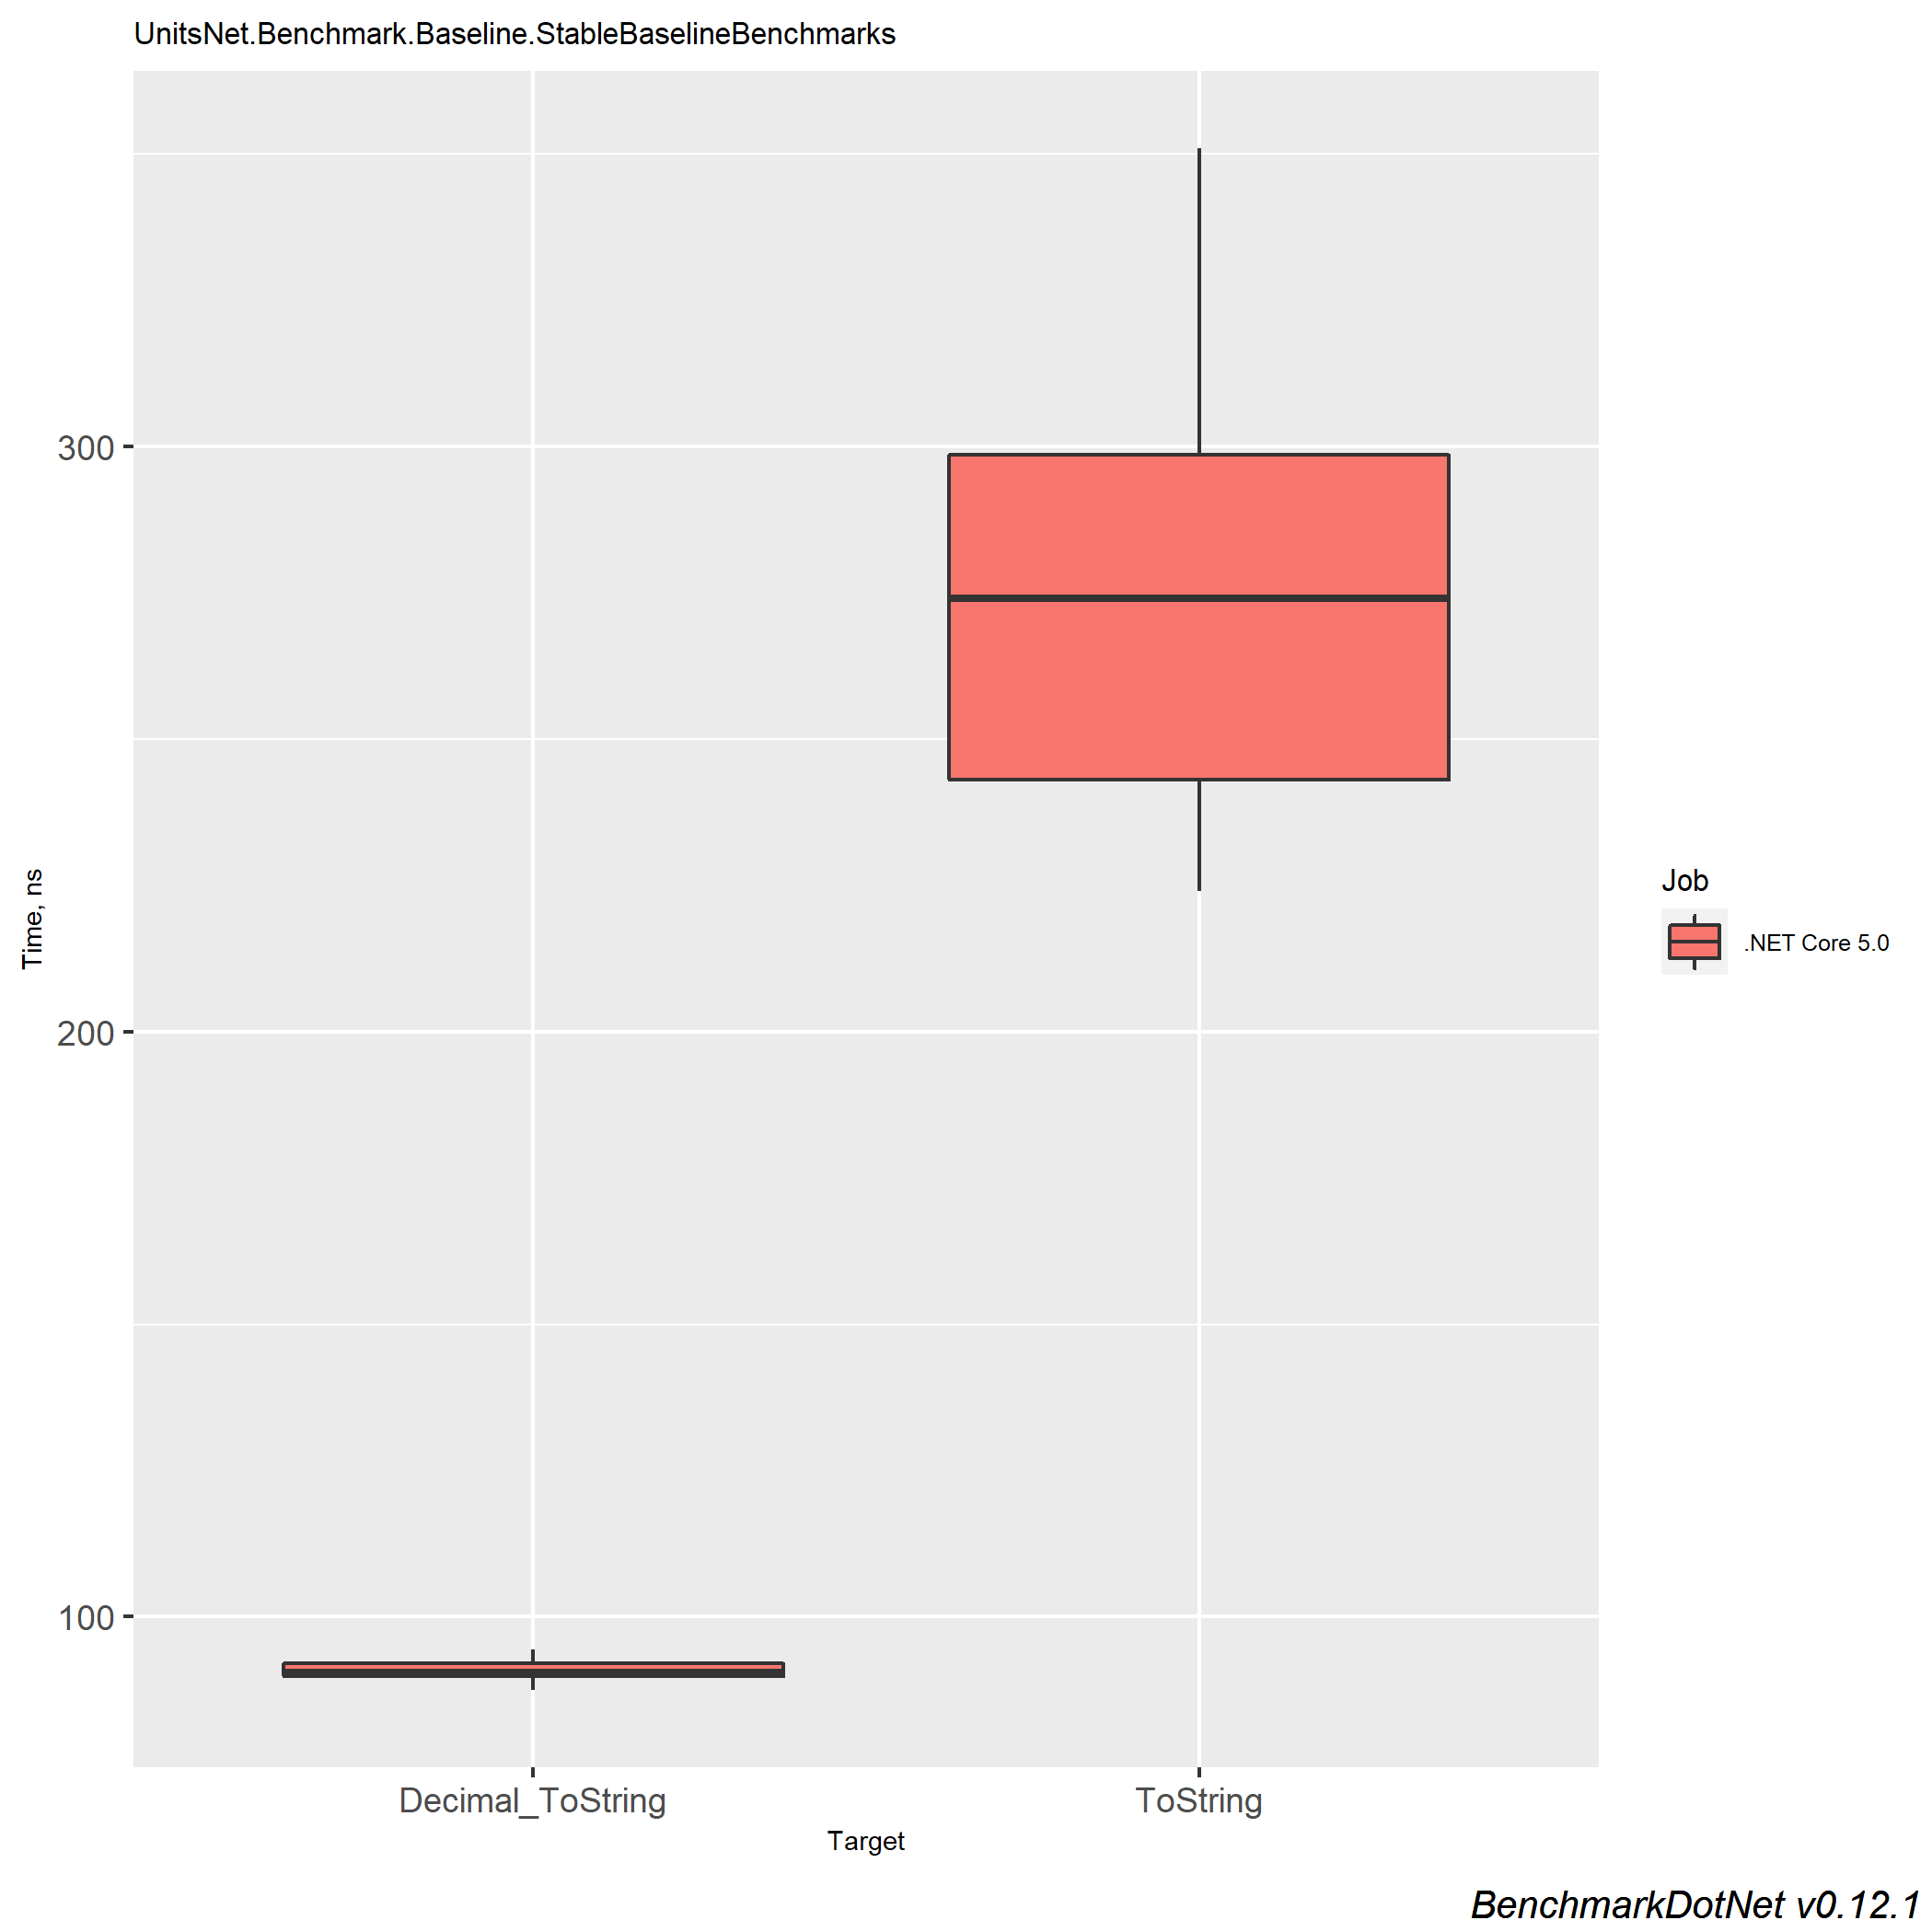 UnitsNet.Benchmark.Baseline.StableBaselineBenchmarks
Time, ns
300
200
100
Decimal_ToString
ToString
Target
Job
.NET Core 5.0
BenchmarkDotNet v0.12.1